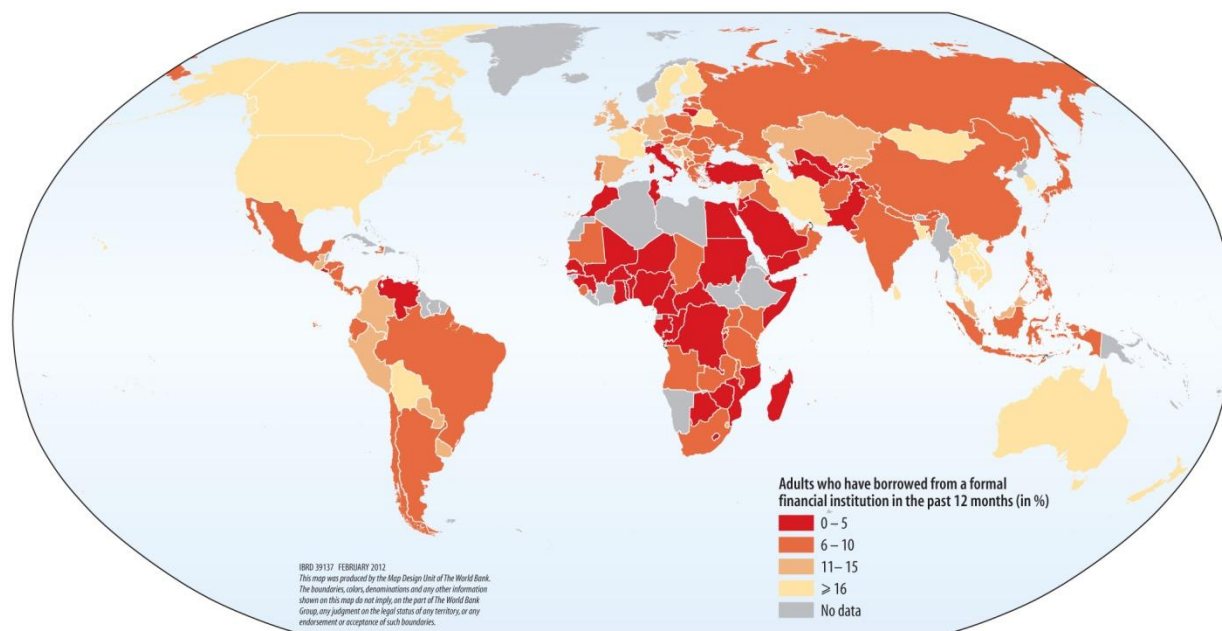 Adults who have borrowed from a formal
financial institution in the past 12 months (in %)
0 – 5
6 – 10
11– 15
⩾ 16
No data
IBRD 39137 FEBRUARY 2012
This map was produced by the Map Design Unit of The World Bank.
The boundaries, colors, denominations and any other information
shown on this map do not imply, on the part of The World Bank
Group, any judgment on the legal status of any territory, or any
endorsement or acceptance of such boundaries.